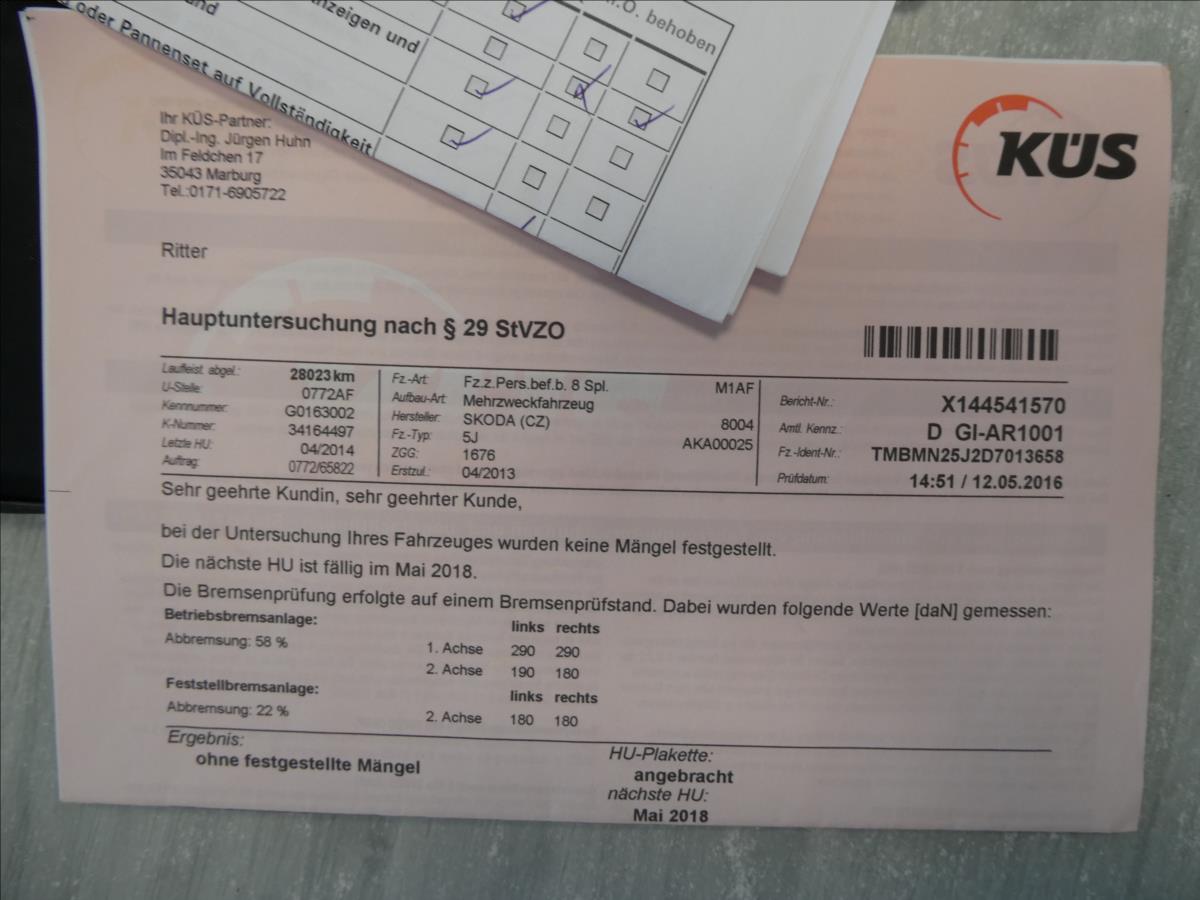 .O. behoben
nzeigen und
nd
oder Pannenset auf Vollständigkeit
Ihr KÜS-Partner:
Dipl.-Ing. Jürgen Huhn
Im Feldchen 17
35043 Marburg
Tel.:0171-6905722
KÜS
Ritter
Hauptuntersuchung nach § 29 StVZO
Laufleist. abgel.: 28023 km
U-Stelle: 0772AF
Kennnummer: G0163002
K-Nummer: 34164497
Letzte HU: 04/2014
Auftrag: 0772/65822
Fz.-Art: Fz.z.Pers.bef.b. 8 Spl. M1AF
Aufbau-Art: Mehrzweckfahrzeug
Hersteller: SKODA (CZ) 8004
Fz.-Typ: 5J AKA00025
ZGG: 1676
Erstzul.: 04/2013
Bericht-Nr.: X144541570
Amtl. Kennz.: D GI-AR1001
Fz.-Ident-Nr.: TMBMN25J2D7013658
Prüfdatum: 14:51 / 12.05.2016
Sehr geehrte Kundin, sehr geehrter Kunde,
bei der Untersuchung Ihres Fahrzeuges wurden keine Mängel festgestellt.
Die nächste HU ist fällig im Mai 2018.
Die Bremsenprüfung erfolgte auf einem Bremsenprüfstand. Dabei wurden folgende Werte [daN] gemessen:
Betriebsbremsanlage: links rechts
Abbremsung: 58 % 1. Achse 290 290
2. Achse 190 180
Feststellbremsanlage: links rechts
Abbremsung: 22 % 2. Achse 180 180
Ergebnis:
ohne festgestellte Mängel
HU-Plakette:
angebracht
nächste HU:
Mai 2018